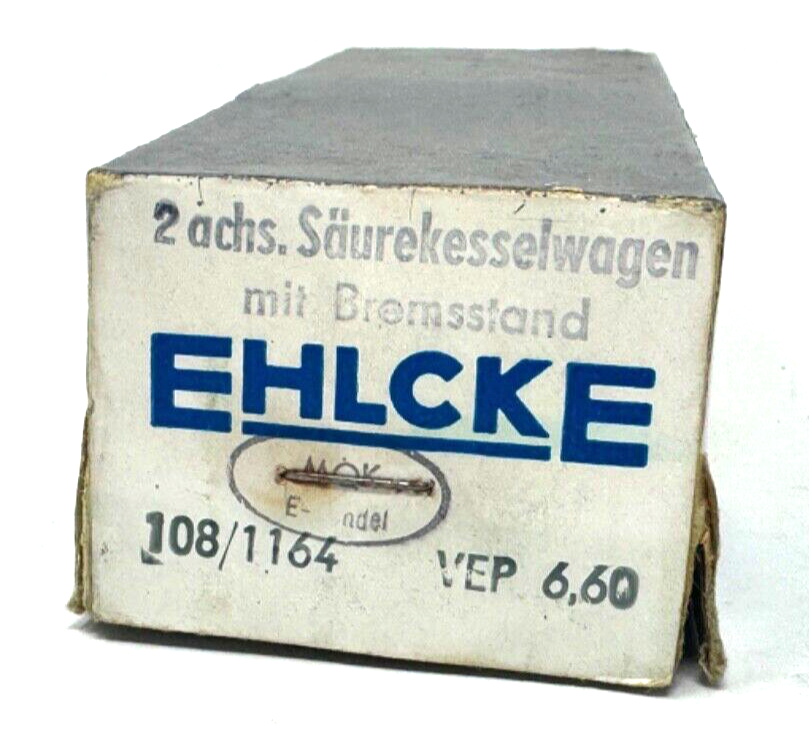 2 achs. Säurekesselwagen
mit Bremsstand
EHLCKE
108/1164 VEP 6,60